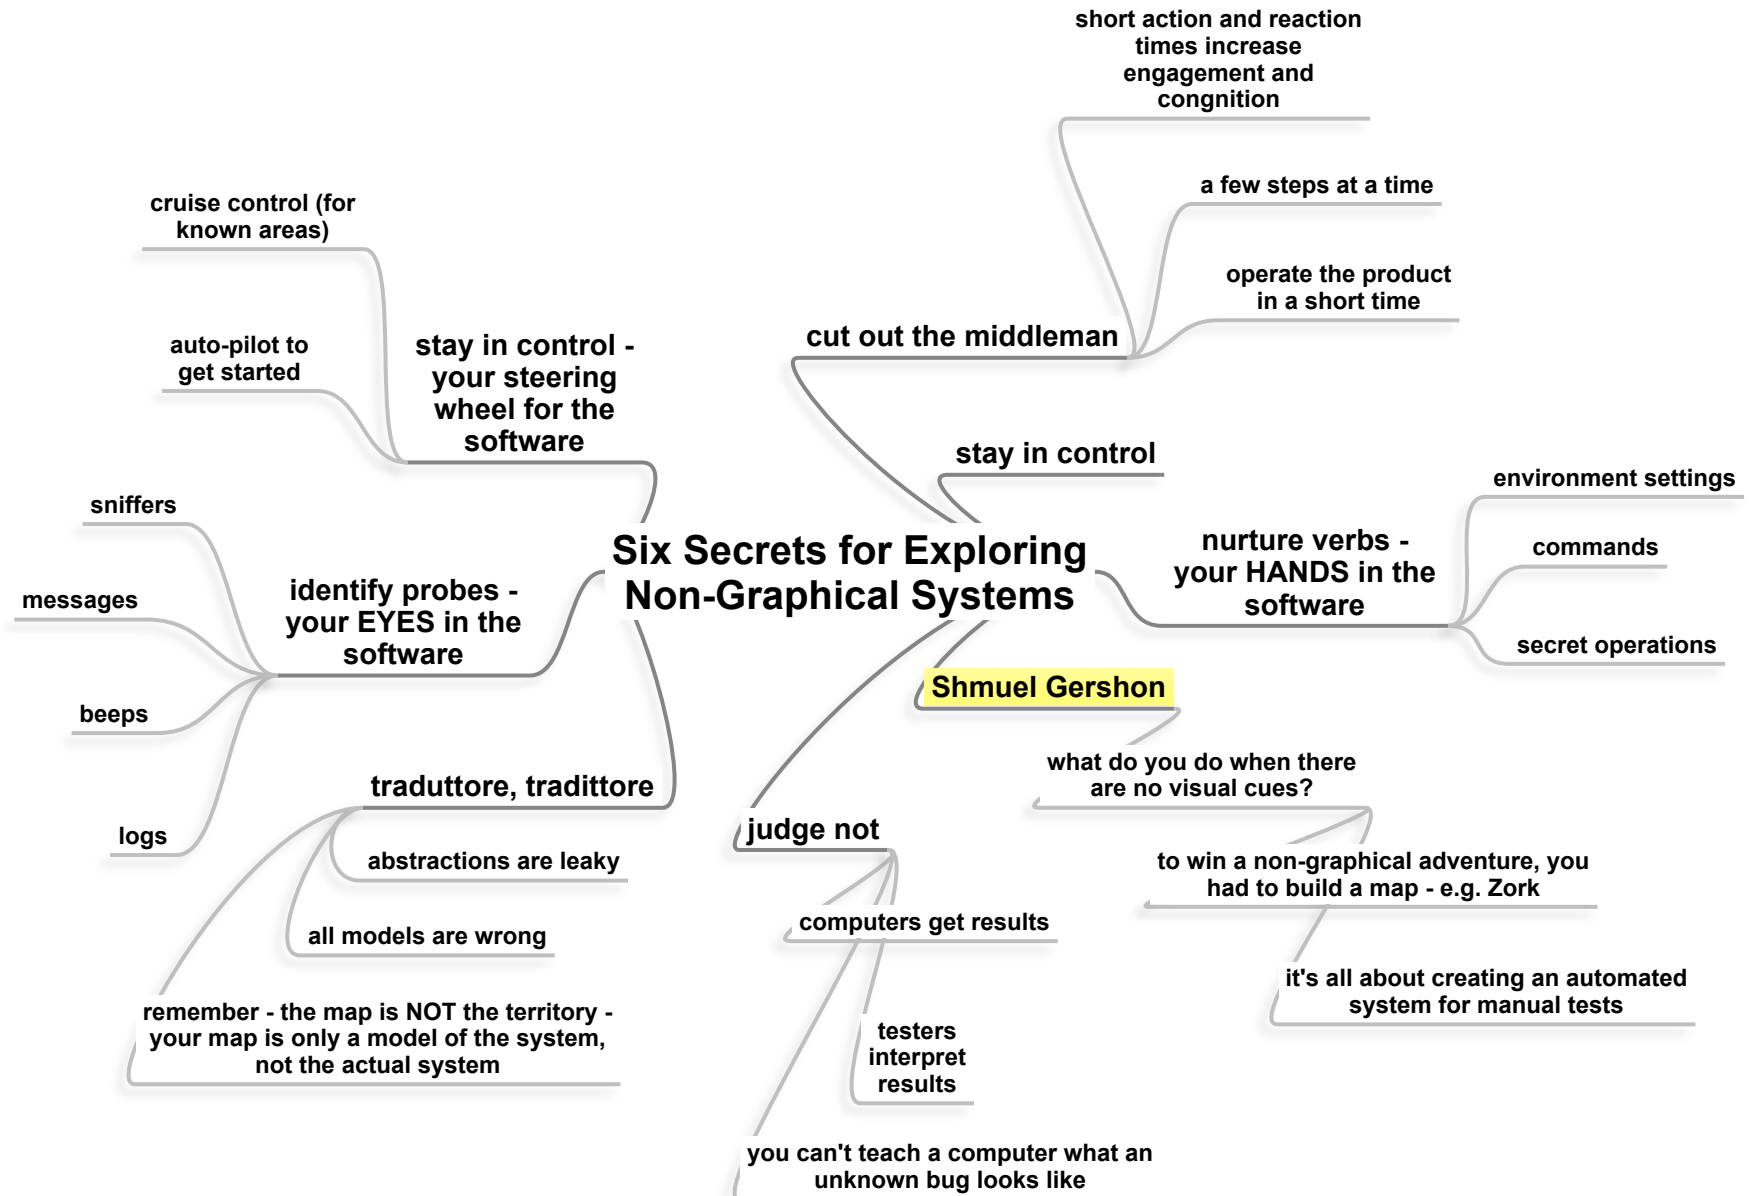 Six Secrets for Exploring
Non-Graphical Systems
cut out the middleman
short action and reaction
times increase
engagement and
congnition
a few steps at a time
operate the product
in a short time
stay in control
nurture verbs -
your HANDS in the
software
environment settings
commands
secret operations
Shmuel Gershon
what do you do when there
are no visual cues?
to win a non-graphical adventure, you
had to build a map - e.g. Zork
it's all about creating an automated
system for manual tests
judge not
computers get results
testers
interpret
results
you can't teach a computer what an
unknown bug looks like
stay in control -
your steering
wheel for the
software
cruise control (for
known areas)
auto-pilot to
get started
identify probes -
your EYES in the
software
sniffers
messages
beeps
logs
traduttore, tradittore
abstractions are leaky
all models are wrong
remember - the map is NOT the territory -
your map is only a model of the system,
not the actual system